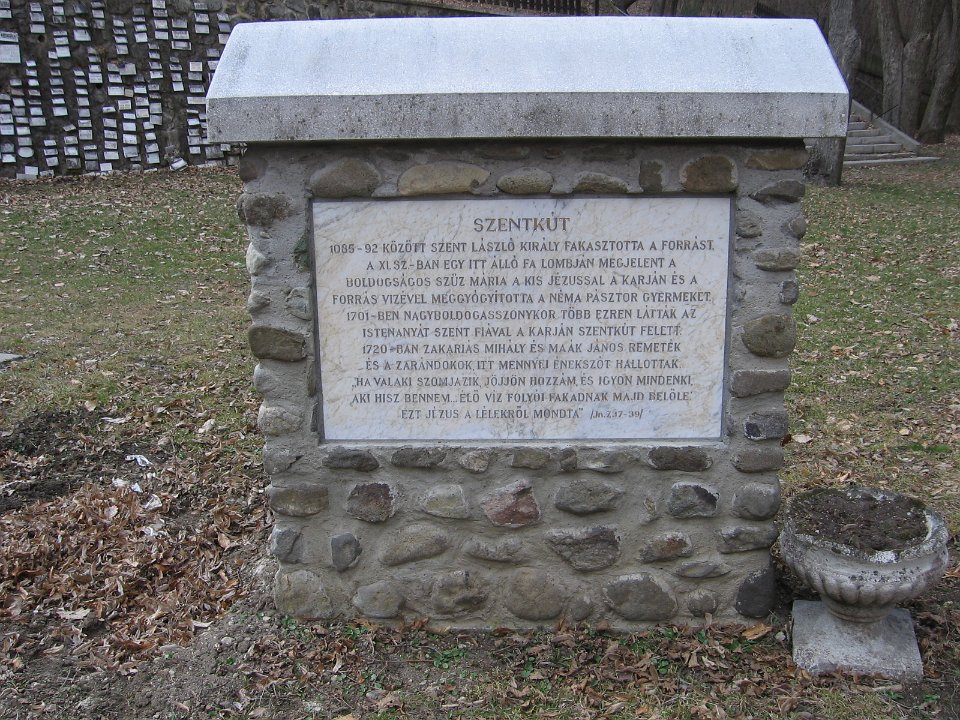 SZENTKÚT
1085-92 KÖZÖTT SZENT LÁSZLÓ KIRÁLY FAKASZTOTTA A FORRÁST.
A XI.SZ.-BAN EGY ITT ÁLLÓ FA LOMBJÁN MEGJELENT A
BOLDOGSÁGOS SZŰZ MÁRIA A KIS JÉZUSSAL A KARJÁN ÉS A
FORRÁS VIZÉVEL MEGGYÓGYÍTOTTA A NÉMA PÁSZTOR GYERMEKET.
1701-BEN NAGYBOLDOGASSZONYKOR TÖBB EZREN LÁTTÁK AZ
ISTENANYÁT SZENT FIÁVAL A KARJÁN SZENTKÚT FELETT.
1720-BAN ZAKARIÁS MIHÁLY ÉS MAÁK JÁNOS REMETÉK
ÉS A ZARÁNDOKOK, ITT MENNYEI ÉNEKSZÓT HALLOTTAK.
"HA VALAKI SZOMJAZIK, JÖJJÖN HOZZÁM, ÉS IGYON MINDENKI,
AKI HISZ BENNEM...ÉLŐ VÍZ FOLYÓI FAKADNAK MAJD BELŐLE.
EZT JÉZUS A LÉLEKRŐL MONDTA" /Jn.7.37-39/